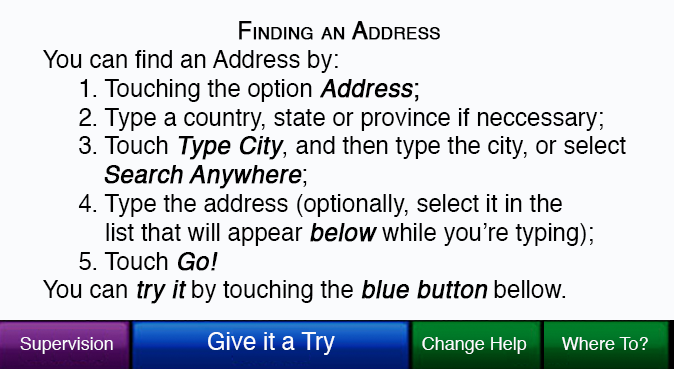 Finding an Address
You can find an Address by:
1. Touching the option Address;
2. Type a country, state or province if neccessary;
3. Touch Type City, and then type the city, or select
Search Anywhere;
4. Type the address (optionally, select it in the
list that will appear below while you're typing);
5. Touch Go!
You can try it by touching the blue button bellow.
Supervision
Give it a Try
Change Help
Where To?